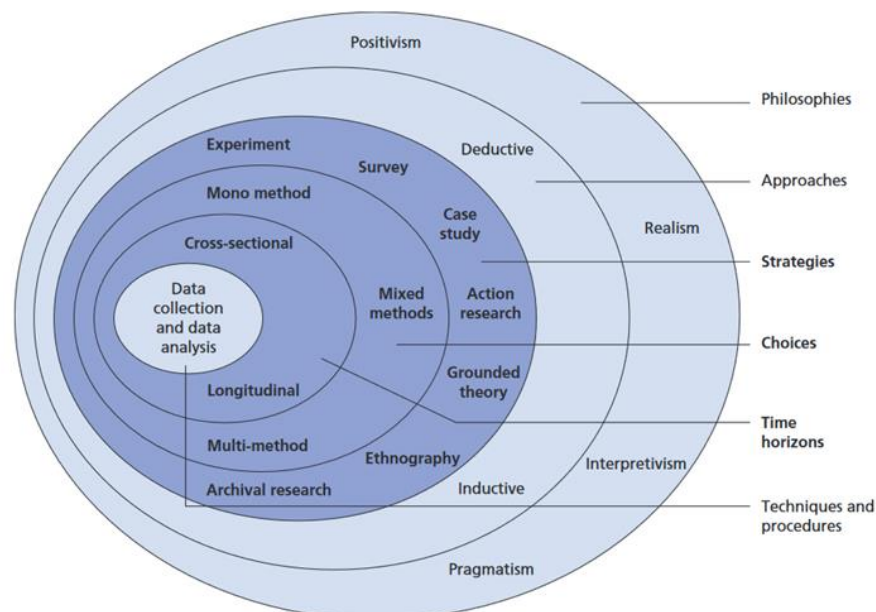 Positivism
Philosophies
Experiment
Deductive
Survey
Approaches
Mono method
Case
study
Realism
Cross-sectional
Strategies
Data
collection
and data
analysis
Mixed
methods
Action
research
Choices
Grounded
theory
Longitudinal
Time
horizons
Multi-method
Ethnography
Interpretivism
Archival research
Inductive
Techniques and
procedures
Pragmatism